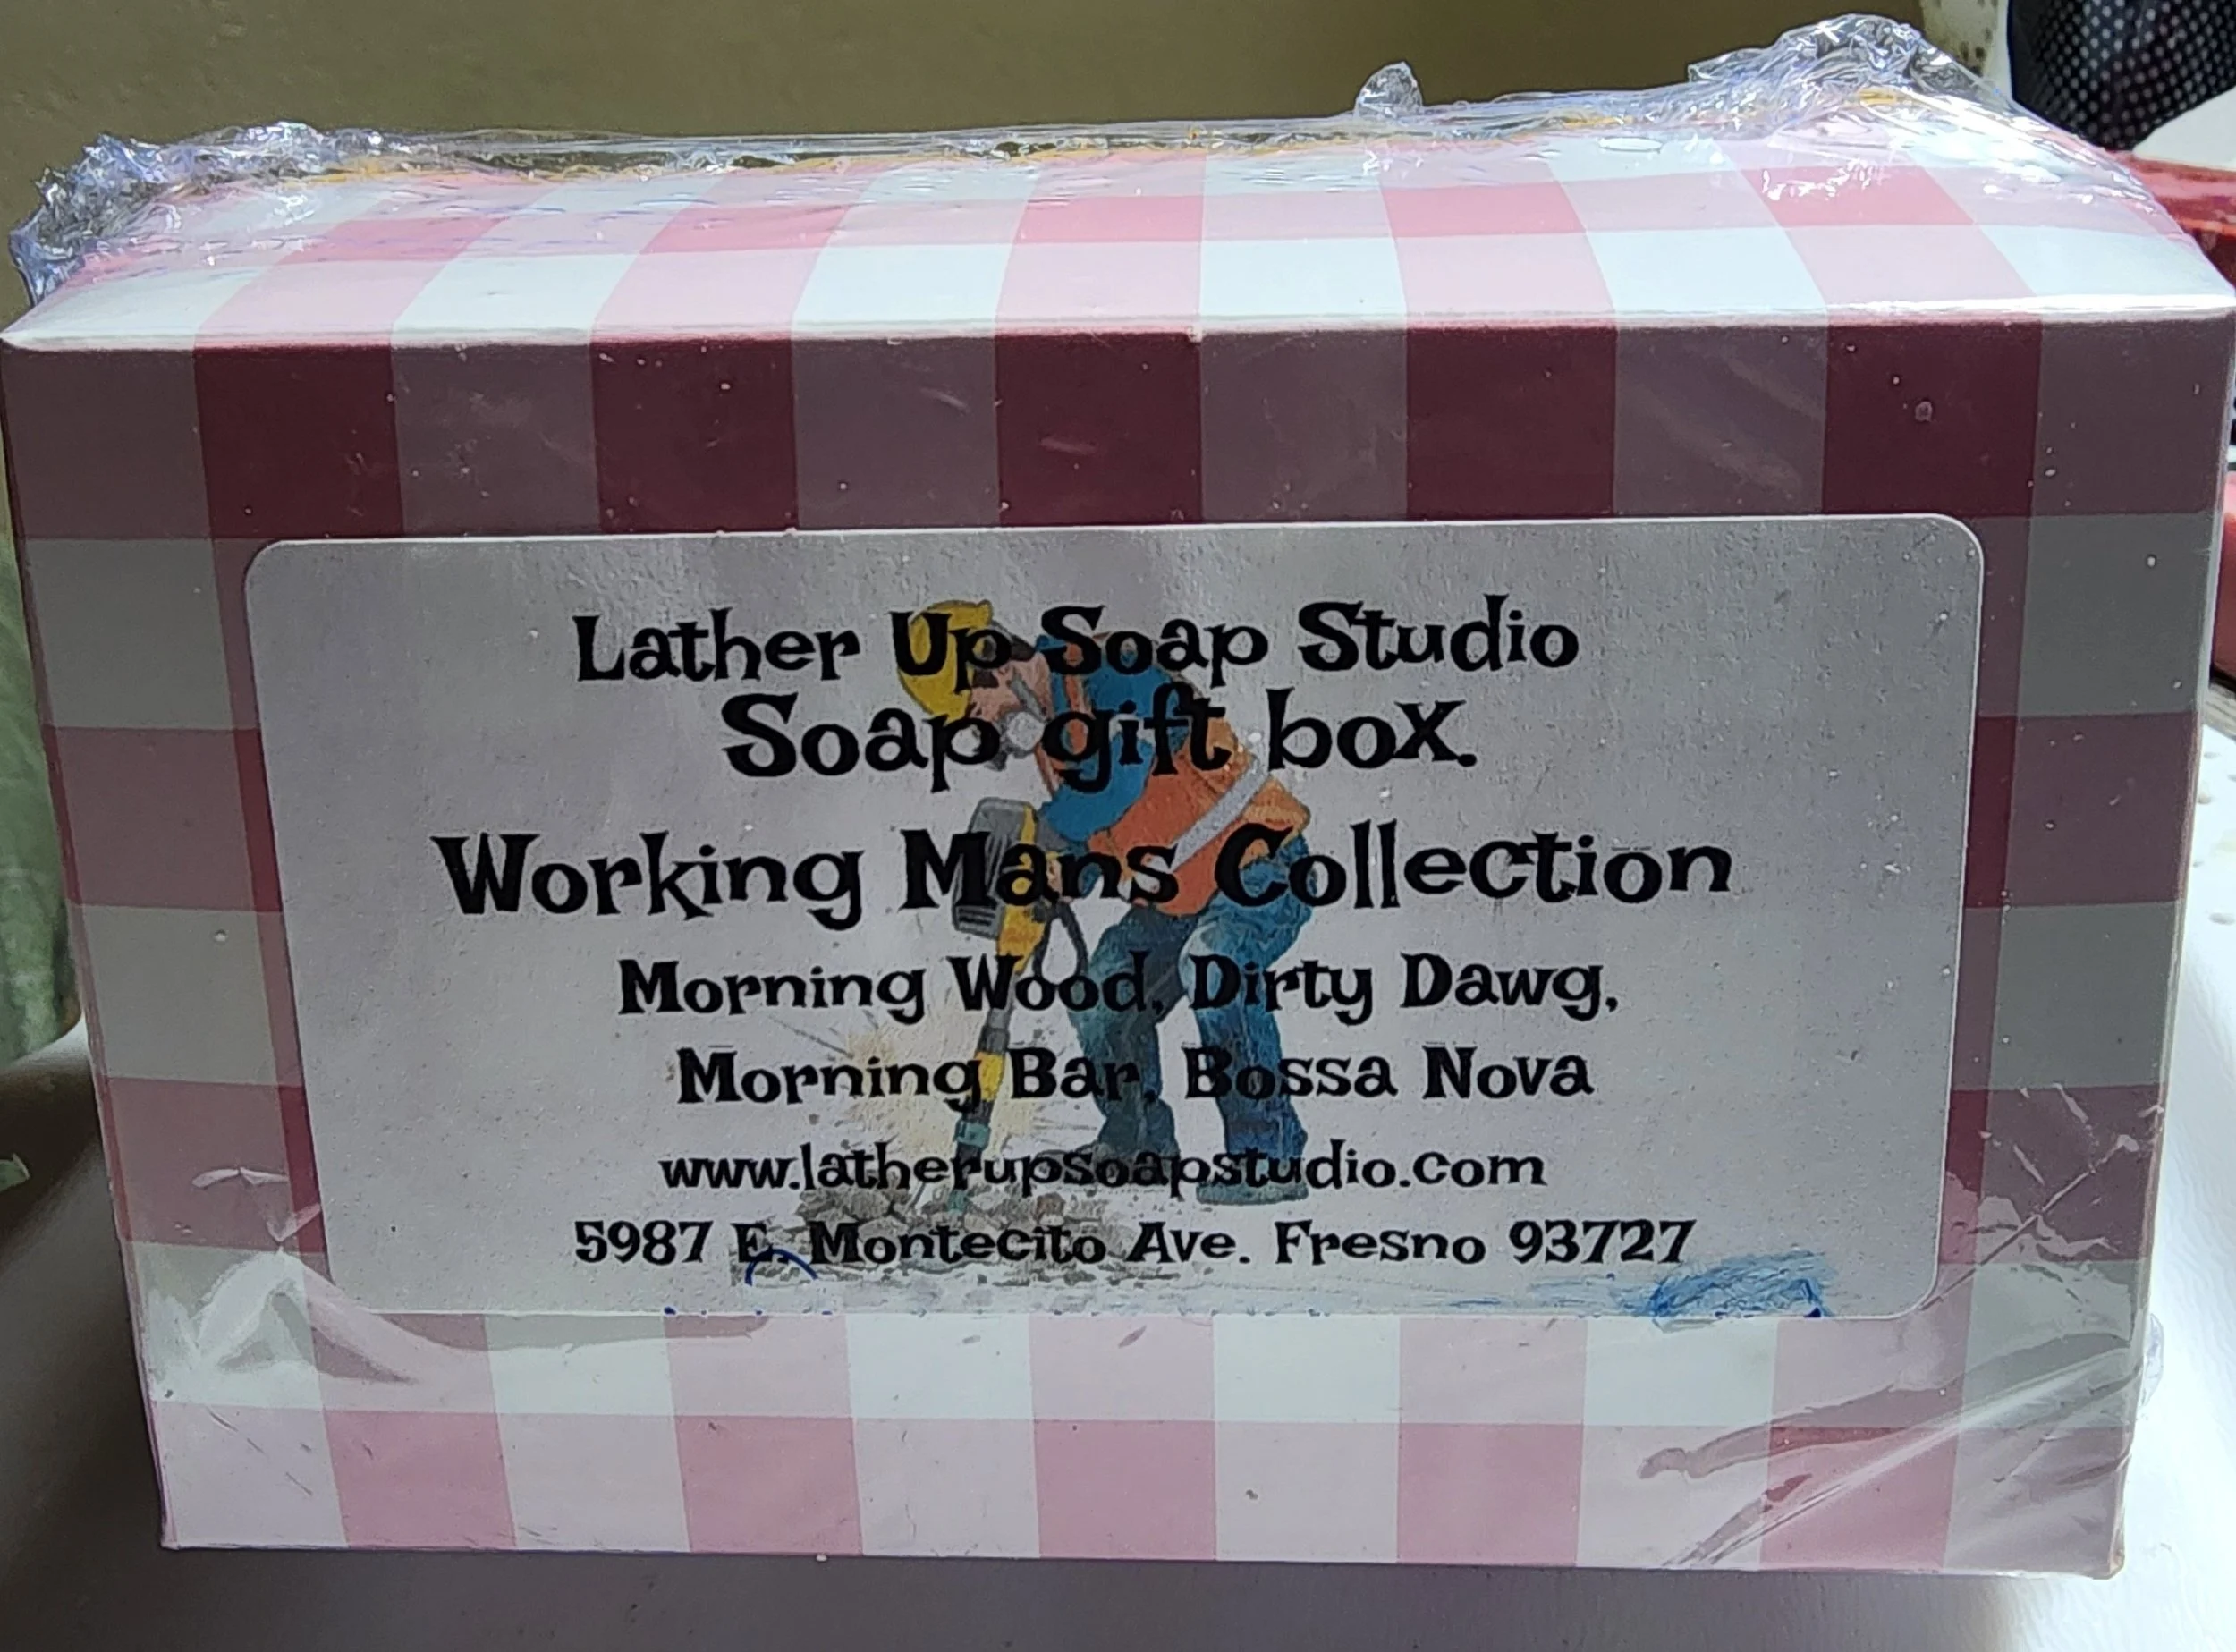 Lather Up Soap Studio
Soap gift box.
Working Mans Collection
Morning Wood, Dirty Dawg,
Morning Bar, Bossa Nova
www.latherupsoapstudio.com
5987 E. Montecito Ave. Fresno 93727